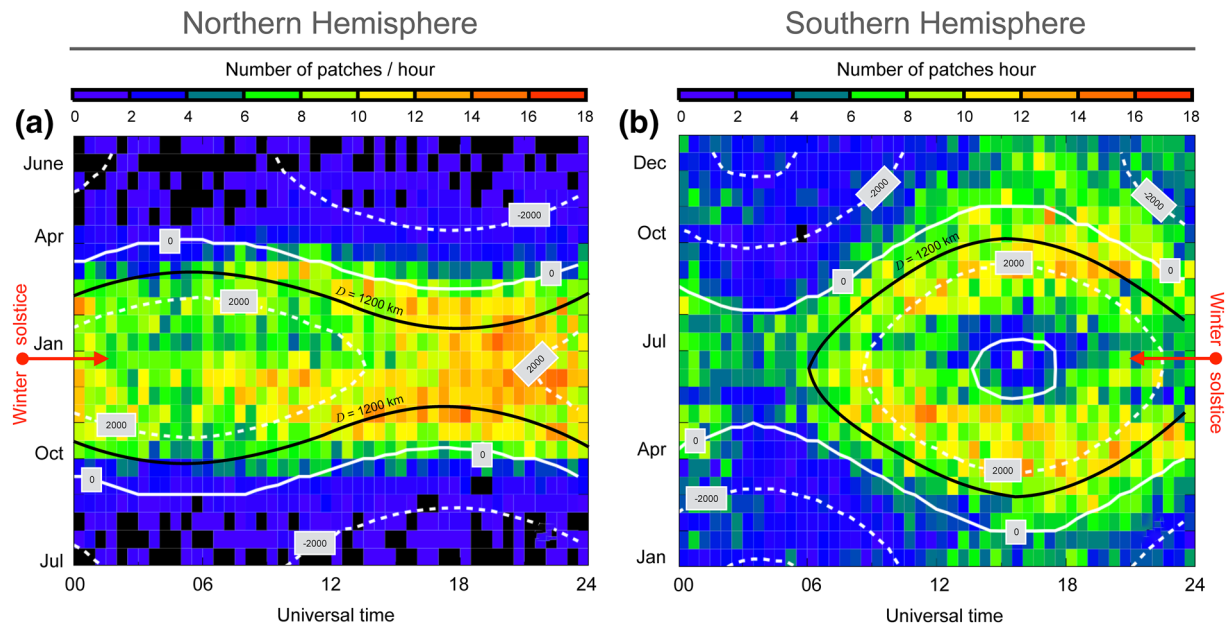 Northern Hemisphere
Southern Hemisphere
Number of patches / hour
Number of patches hour
0 2 4 6 8 10 12 14 16 18
0 2 4 6 8 10 12 14 16 18
(a)
(b)
June
Apr
Jan
Oct
Jul
Winter solstice
-2000
0
0
D = 1200 km
2000
2000
D = 1200 km
2000
0
0
-2000
00 06 12 18 24
Universal time
Dec
Oct
Jul
Apr
Jan
Winter solstice
-2000
-2000
D = 1200 km
2000
0
0
0
2000
-2000
0
00 06 12 18 24
Universal time